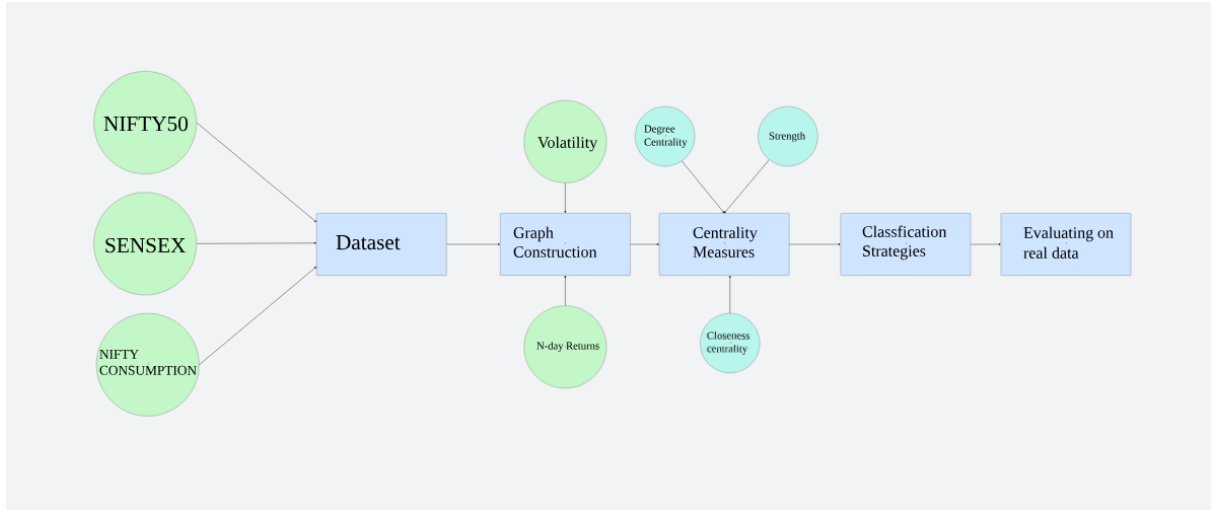 NIFTY50
SENSEX
NIFTY
CONSUMPTION
Dataset
Volatility
Graph
Construction
N-day Returns
Degree
Centrality
Strength
Centrality
Measures
Closeness
centrality
Classfication
Strategies
Evaluating on
real data